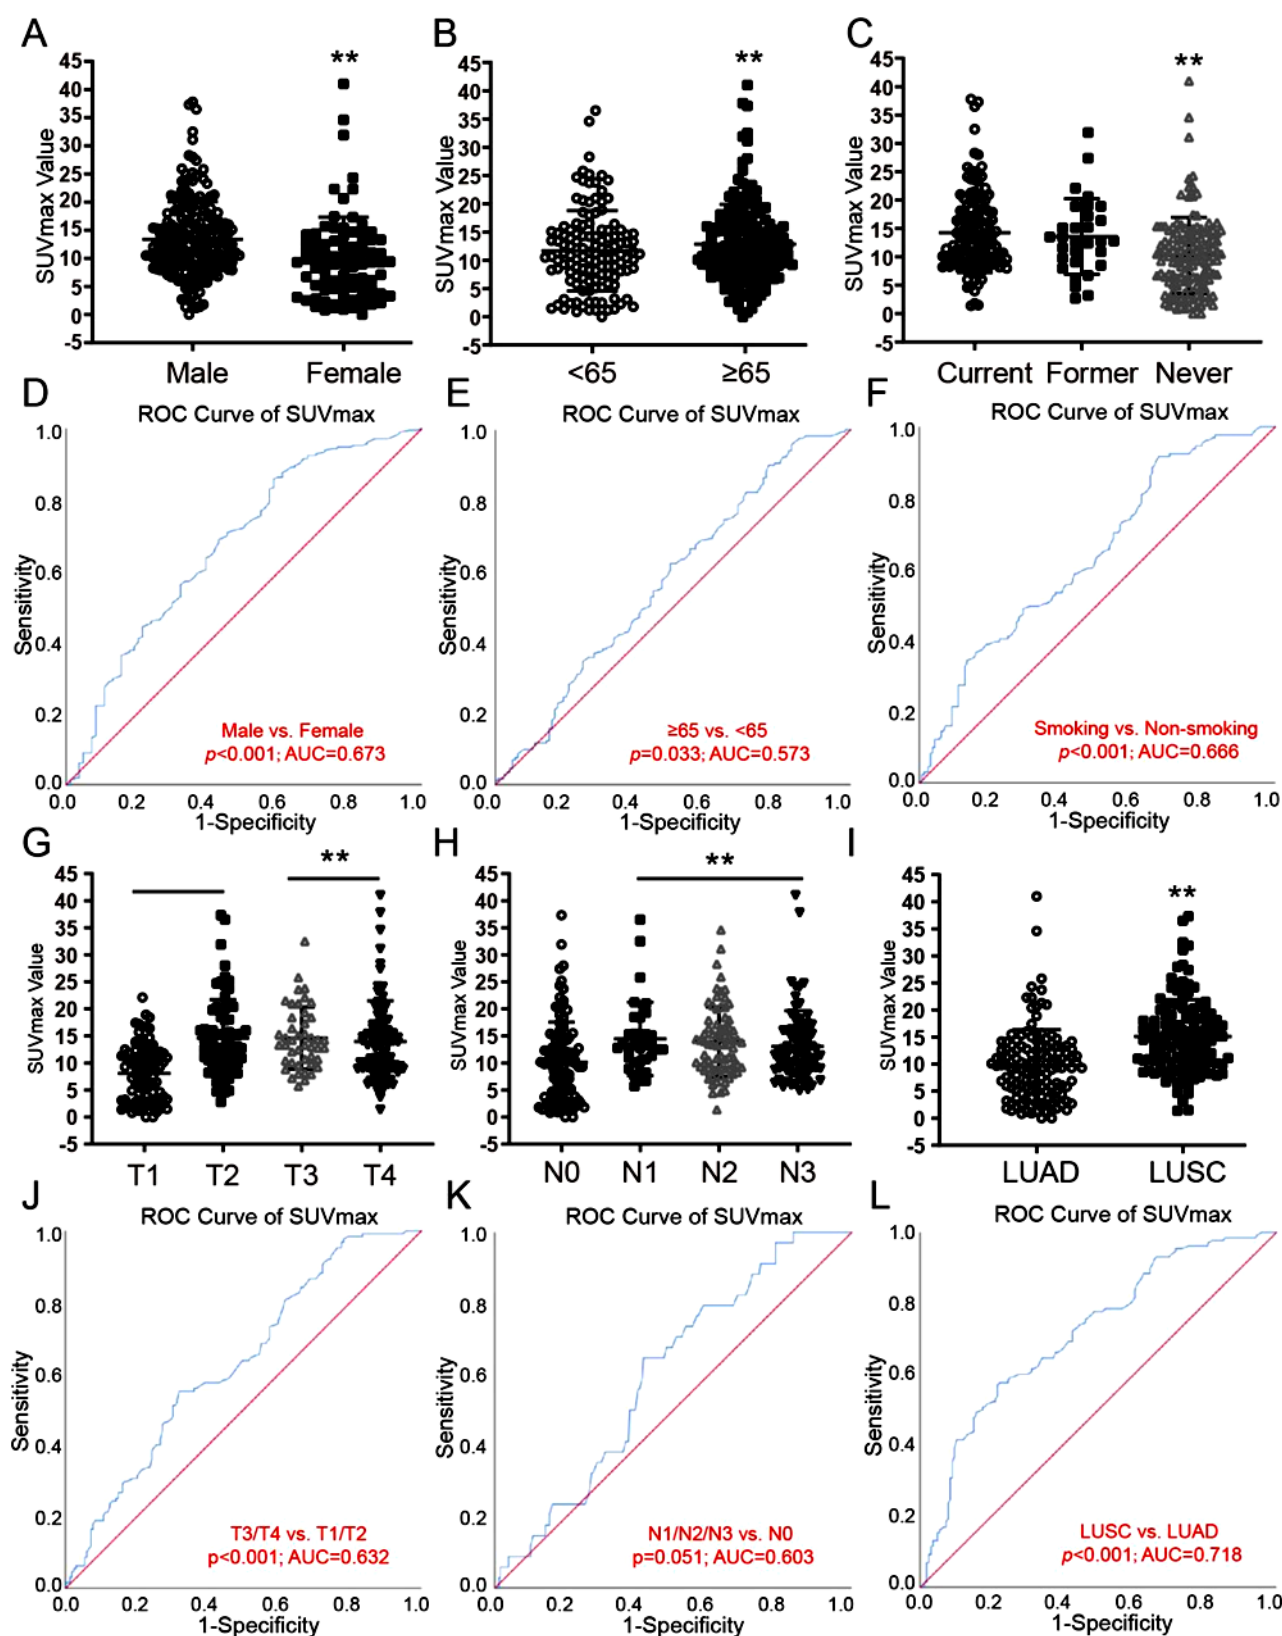 A
B
C
**
**
**
SUVmax Value
45
40
35
30
25
20
15
10
5
0
-5
Male
Female
SUVmax Value
45
40
35
30
25
20
15
10
5
0
-5
<65
≥65
SUVmax Value
45
40
35
30
25
20
15
10
5
0
-5
Current
Former
Never
D
ROC Curve of SUVmax
Sensitivity
1.0
0.8
0.6
0.4
0.2
0.0
Male vs. Female
p<0.001; AUC=0.673
0.0
0.2
0.4
0.6
0.8
1.0
1-Specificity
E
ROC Curve of SUVmax
Sensitivity
1.0
0.8
0.6
0.4
0.2
0.0
≥65 vs. <65
p=0.033; AUC=0.573
0.0
0.2
0.4
0.6
0.8
1.0
1-Specificity
F
ROC Curve of SUVmax
Sensitivity
1.0
0.8
0.6
0.4
0.2
0.0
Smoking vs. Non-smoking
p<0.001; AUC=0.666
0.0
0.2
0.4
0.6
0.8
1.0
1-Specificity
G
**
SUVmax Value
45
40
35
30
25
20
15
10
5
0
-5
T1
T2
T3
T4
H
**
SUVmax Value
45
40
35
30
25
20
15
10
5
0
-5
N0
N1
N2
N3
I
**
SUVmax Value
45
40
35
30
25
20
15
10
5
0
-5
LUAD
LUSC
J
ROC Curve of SUVmax
Sensitivity
1.0
0.8
0.6
0.4
0.2
0.0
T3/T4 vs. T1/T2
p<0.001; AUC=0.632
0.0
0.2
0.4
0.6
0.8
1.0
1-Specificity
K
ROC Curve of SUVmax
Sensitivity
1.0
0.8
0.6
0.4
0.2
0.0
N1/N2/N3 vs. N0
p=0.051; AUC=0.603
0.0
0.2
0.4
0.6
0.8
1.0
1-Specificity
L
ROC Curve of SUVmax
Sensitivity
1.0
0.8
0.6
0.4
0.2
0.0
LUSC vs. LUAD
p<0.001; AUC=0.718
0.0
0.2
0.4
0.6
0.8
1.0
1-Specificity